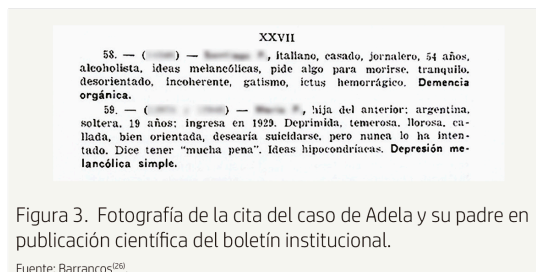 XXVII
58. — ( ) — , italiano, casado, jornalero, 54 años,
alcoholista, ideas melancólicas, pide algo para morirse, tranquilo,
desorientado, incoherente, gatismo, ictus hemorrágico. Demencia
orgánica.
59. — ( ) — , hija del anterior; argentina,
soltera, 19 años; ingresa en 1929. Deprimida, temerosa, llorosa, ca-
llada, bien orientada, desearía suicidarse, pero nunca lo ha inten-
tado. Dice tener "mucha pena". Ideas hipocondríacas. Depresión me-
lancólica simple.
Figura 3. Fotografía de la cita del caso de Adela y su padre en
publicación científica del boletín institucional.
Fuente: Barrancos(26).